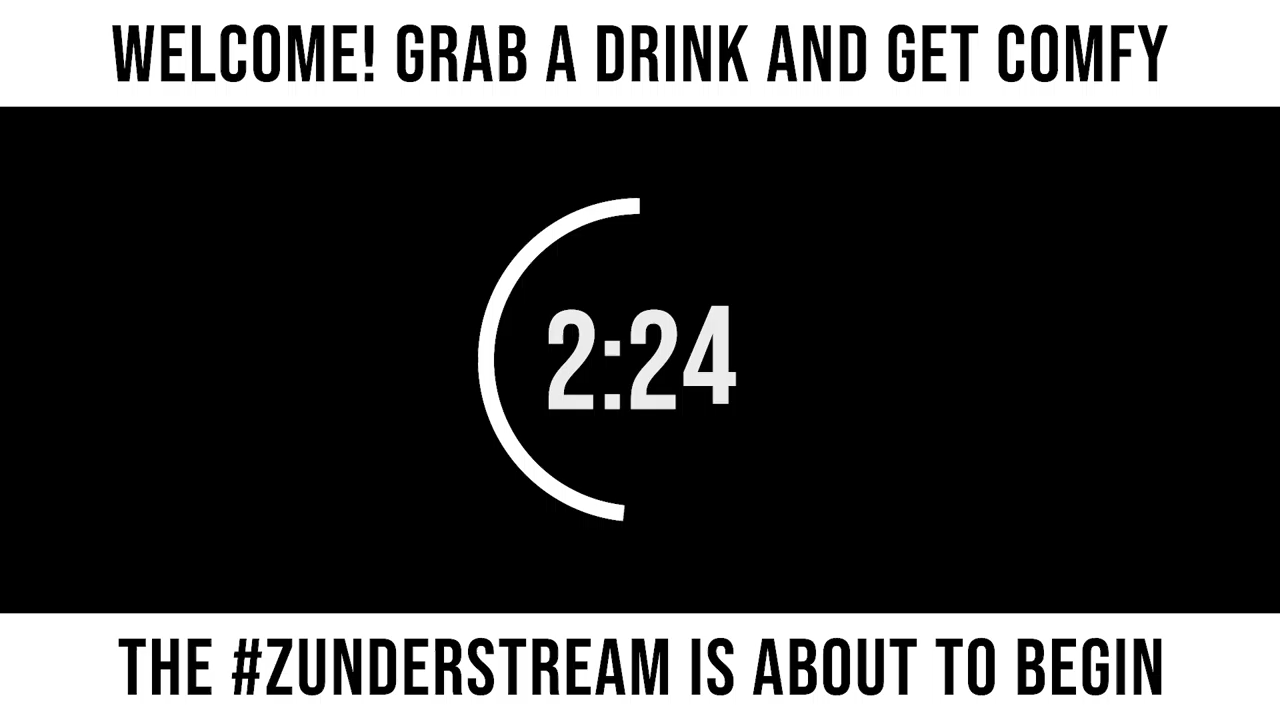 WELCOME! GRAB A DRINK AND GET COMFY
2:24
THE #ZUNDERSTREAM IS ABOUT TO BEGIN